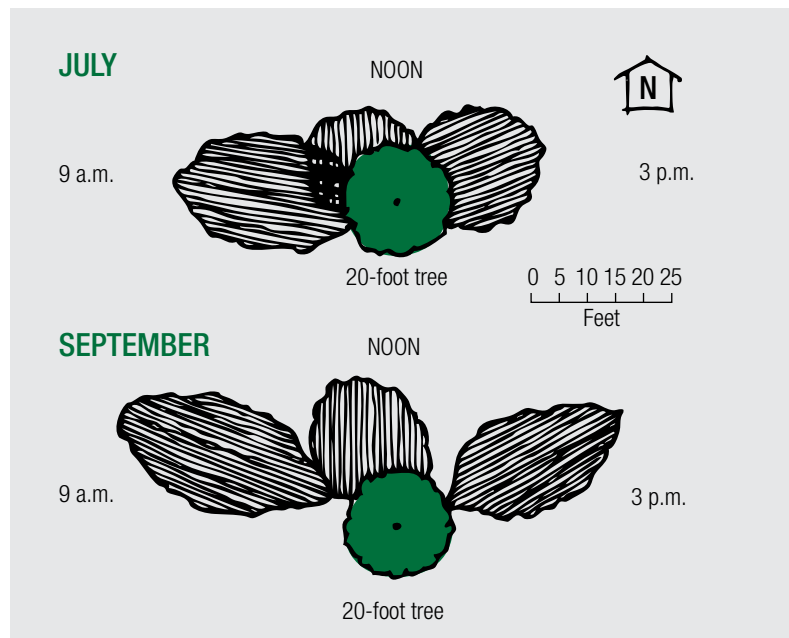 JULY
NOON
N
9 a.m.
3 p.m.
20-foot tree
0 5 10 15 20 25
Feet
SEPTEMBER
NOON
9 a.m.
3 p.m.
20-foot tree